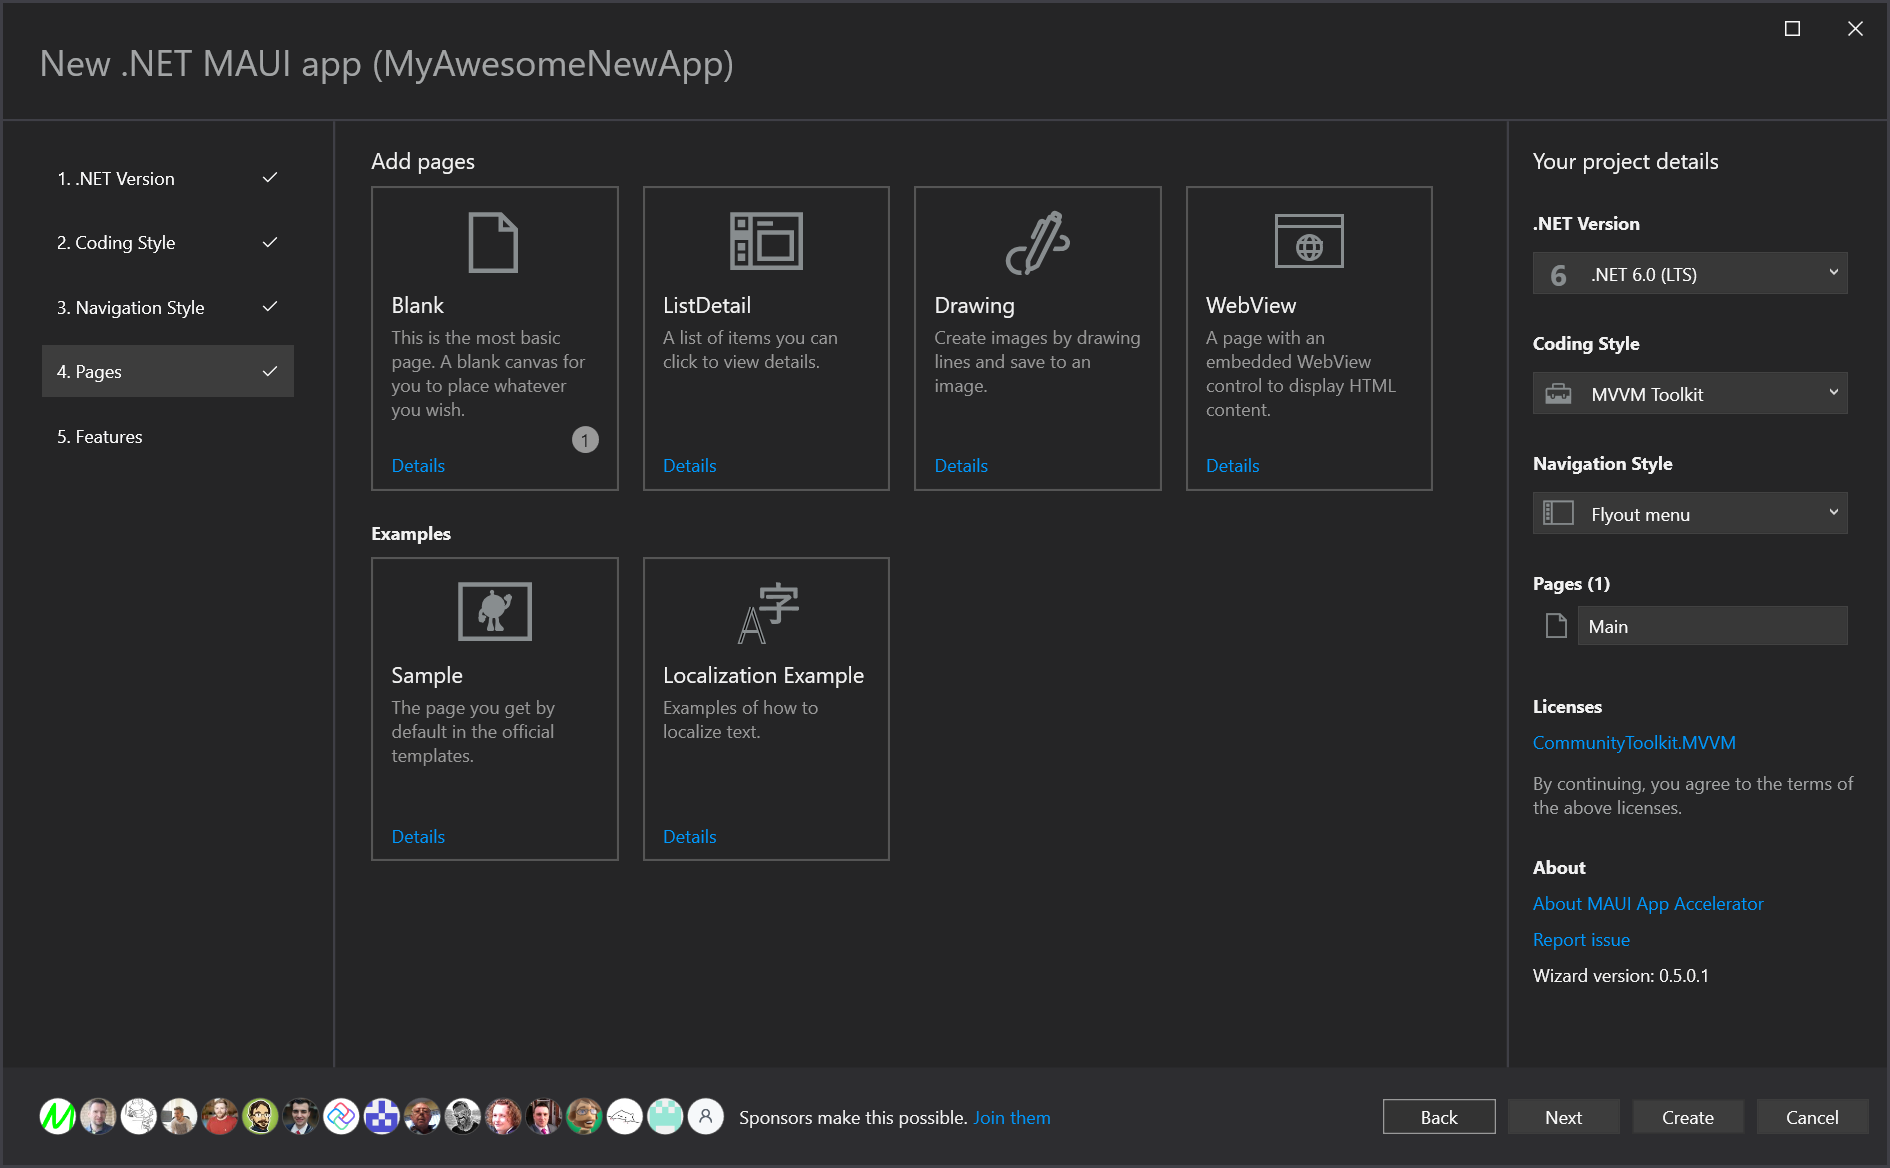 New .NET MAUI app (MyAwesomeNewApp)
1. .NET Version
2. Coding Style
3. Navigation Style
4. Pages
5. Features
Add pages
Blank
This is the most basic
page. A blank canvas for
you to place whatever
you wish.
1
Details
ListDetail
A list of items you can
click to view details.
Details
Drawing
Create images by drawing
lines and save to an
image.
Details
WebView
A page with an
embedded WebView
control to display HTML
content.
Details
Examples
Sample
The page you get by
default in the official
templates.
Details
A字
Localization Example
Examples of how to
localize text.
Details
Your project details
.NET Version
6 .NET 6.0 (LTS)
Coding Style
MVVM Toolkit
Navigation Style
Flyout menu
Pages (1)
Main
Licenses
CommunityToolkit.MVVM
By continuing, you agree to the terms of
the above licenses.
About
About MAUI App Accelerator
Report issue
Wizard version: 0.5.0.1
Sponsors make this possible. Join them
Back
Next
Create
Cancel